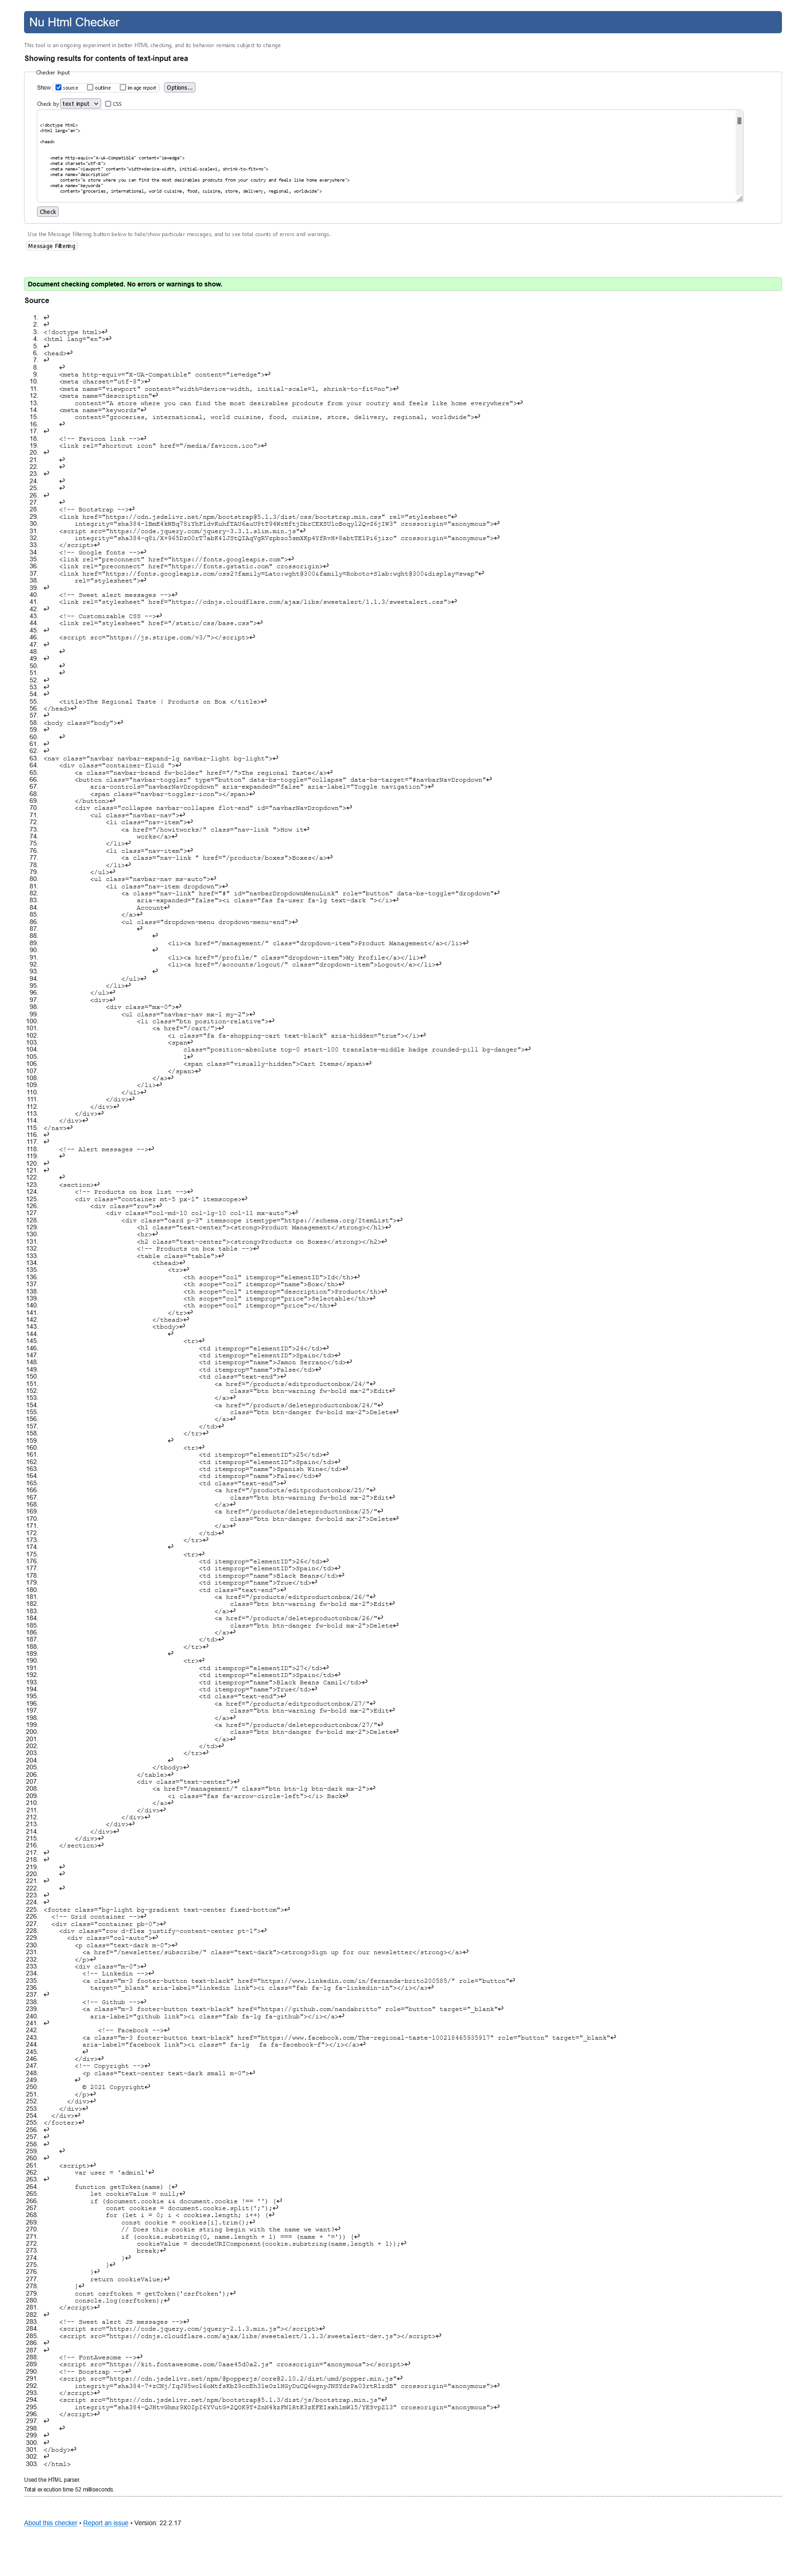 Nu Html Checker
This tool is an ongoing experiment in better HTML checking, and its behavior remains subject to change
Showing results for contents of text-input area
Checker Input
Show source outline image report Options...
Check by text input CSS
<!doctype html>
<html lang="en">
<head>
<meta http-equiv="X-UA-Compatible" content="ie=edge">
<meta charset="utf-8">
<meta name="viewport" content="width=device-width, initial-scale=1, shrink-to-fit=no">
<meta name="description"
content="A store where you can find the most desirables prodcuts from your coutry and feels like home everywhere">
<meta name="keywords"
content="groceries, international, world cuisine, food, cuisine, store, delivery, regional, worldwide">
Check
Use the Message Filtering button below to hide/show particular messages, and to see total counts of errors and warnings.
Message Filtering
Document checking completed. No errors or warnings to show.
Source
1. ↩
2. ↩
3. <!doctype html>↩
4. <html lang="en">↩
5. ↩
6. <head>↩
7. ↩
8. ↩
9. <meta http-equiv="X-UA-Compatible" content="ie=edge">↩
10. <meta charset="utf-8">↩
11. <meta name="viewport" content="width=device-width, initial-scale=1, shrink-to-fit=no">↩
12. <meta name="description"↩
13. content="A store where you can find the most desirables prodcuts from your coutry and feels like home everywhere">↩
14. <meta name="keywords"↩
15. content="groceries, international, world cuisine, food, cuisine, store, delivery, regional, worldwide">↩
16. ↩
17. ↩
18. <!-- Favicon link -->↩
19. <link rel="shortcut icon" href="/media/favicon.ico">↩
20. ↩
21. ↩
22. ↩
23. ↩
24. ↩
25. ↩
26. ↩
27. ↩
28. <!-- Bootstrap -->↩
29. <link href="https://cdn.jsdelivr.net/npm/bootstrap@5.1.3/dist/css/bootstrap.min.css" rel="stylesheet"↩
30. crossorigin="anonymous">↩
31. <script src="https://code.jquery.com/jquery-3.3.1.slim.min.js"↩
32. crossorigin="anonymous">↩
33. </script>↩
34. <!-- Google fonts -->↩
35. <link rel="preconnect" href="https://fonts.googleapis.com">↩
36. <link rel="preconnect" href="https://fonts.gstatic.com" crossorigin>↩
37. <link href="https://fonts.googleapis.com/css2?family=Lato:wght@300&family=Roboto+Slab:wght@300&display=swap"↩
38. rel="stylesheet">↩
39. ↩
40. <!-- Sweet alert messages -->↩
41. <link rel="stylesheet" href="https://cdnjs.cloudflare.com/ajax/libs/sweetalert/1.1.3/sweetalert.css">↩
42. ↩
43. <!-- Customizable CSS -->↩
44. <link rel="stylesheet" href="/static/css/base.css">↩
45. ↩
46. <script src="https://js.stripe.com/v3/"></script>↩
47. ↩
48. ↩
49. ↩
50. ↩
51. ↩
52. ↩
53. ↩
54. ↩
55. <title>The Regional Taste | Products on Box </title>↩
56. </head>↩
57. ↩
58. <body class="body">↩
59. ↩
60. ↩
61. ↩
62. ↩
63. <nav class="navbar navbar-expand-lg navbar-light bg-light">↩
64. <div class="container-fluid ">↩
65. <a class="navbar-brand fw-bolder" href="/">The regional Taste</a>↩
66. <button class="navbar-toggler" type="button" data-bs-toggle="collapse" data-bs-target="#navbarNavDropdown"↩
67. aria-controls="navbarNavDropdown" aria-expanded="false" aria-label="Toggle navigation">↩
68. <span class="navbar-toggler-icon"></span>↩
69. </button>↩
70. <div class="collapse navbar-collapse flot-end" id="navbarNavDropdown">↩
71. <ul class="navbar-nav">↩
72. <li class="nav-item">↩
73. <a href="/howitworks/" class="nav-link ">How it↩
74. works</a>↩
75. </li>↩
76. <li class="nav-item">↩
77. <a class="nav-link " href="/products/boxes">Boxes</a>↩
78. </li>↩
79. </ul>↩
80. <ul class="navbar-nav ms-auto">↩
81. <li class="nav-item dropdown">↩
82. <a class="nav-link" href="#" id="navbarDropdownMenuLink" role="button" data-bs-toggle="dropdown"↩
83. aria-expanded="false"><i class="fas fa-user fa-lg text-dark "></i>↩
84. Account↩
85. </a>↩
86. <ul class="dropdown-menu dropdown-menu-end">↩
87. ↩
88. ↩
89. <li><a href="/management/" class="dropdown-item">Product Management</a></li>↩
90. ↩
91. <li><a href="/profile/" class="dropdown-item">My Profile</a></li>↩
92. <li><a href="/accounts/logout/" class="dropdown-item">Logout</a></li>↩
93. ↩
94. </ul>↩
95. </li>↩
96. </ul>↩
97. <div>↩
98. <div class="mx-0">↩
99. <ul class="navbar-nav mx-1 my-2">↩
100. <li class="btn position-relative">↩
101. <a href="/cart/">↩
102. <i class="fa fa-shopping-cart text-black" aria-hidden="true"></i>↩
103. <span↩
104. class="position-absolute top-0 start-100 translate-middle badge rounded-pill bg-danger">↩
105. 1↩
106. <span class="visually-hidden">Cart Items</span>↩
107. </span>↩
108. </a>↩
109. </li>↩
110. </ul>↩
111. </div>↩
112. </div>↩
113. </div>↩
114. </div>↩
115. </nav>↩
116. ↩
117. ↩
118. <!-- Alert messages -->↩
119. ↩
120. ↩
121. ↩
122. ↩
123. <section>↩
124. <!-- Products on box list -->↩
125. <div class="container mt-5 px-1" itemscope>↩
126. <div class="row">↩
127. <div class="col-md-10 col-lg-10 col-11 mx-auto">↩
128. <div class="card p-3" itemscope itemtype="https://schema.org/ItemList">↩
129. <h1 class="text-center"><strong>Product Management</strong></h1>↩
130. <hr>↩
131. <h2 class="text-center"><strong>Products on Boxes</strong></h2>↩
132. <!-- Products on box table -->↩
133. <table class="table">↩
134. <thead>↩
135. <tr>↩
136. <th scope="col" itemprop="elementID">Id</th>↩
137. <th scope="col" itemprop="name">Box</th>↩
138. <th scope="col" itemprop="description">Product</th>↩
139. <th scope="col" itemprop="price">Selectable</th>↩
140. <th scope="col" itemprop="price"></th>↩
141. </tr>↩
142. </thead>↩
143. <tbody>↩
144. ↩
145. <tr>↩
146. <td itemprop="elementID">24</td>↩
147. <td itemprop="elementID">Spain</td>↩
148. <td itemprop="name">Jamon Serrano</td>↩
149. <td itemprop="name">False</td>↩
150. <td class="text-end">↩
151. <a href="/products/editproductonbox/24/"↩
152. class="btn btn-warning fw-bold mx-2">Edit↩
153. </a>↩
154. <a href="/products/deleteproductonbox/24/"↩
155. class="btn btn-danger fw-bold mx-2">Delete↩
156. </a>↩
157. </td>↩
158. </tr>↩
159. ↩
160. <tr>↩
161. <td itemprop="elementID">25</td>↩
162. <td itemprop="elementID">Spain</td>↩
163. <td itemprop="name">Spanish Wine</td>↩
164. <td itemprop="name">False</td>↩
165. <td class="text-end">↩
166. <a href="/products/editproductonbox/25/"↩
167. class="btn btn-warning fw-bold mx-2">Edit↩
168. </a>↩
169. <a href="/products/deleteproductonbox/25/"↩
170. class="btn btn-danger fw-bold mx-2">Delete↩
171. </a>↩
172. </td>↩
173. </tr>↩
174. ↩
175. <tr>↩
176. <td itemprop="elementID">26</td>↩
177. <td itemprop="elementID">Spain</td>↩
178. <td itemprop="name">Black Beans</td>↩
179. <td itemprop="name">True</td>↩
180. <td class="text-end">↩
181. <a href="/products/editproductonbox/26/"↩
182. class="btn btn-warning fw-bold mx-2">Edit↩
183. </a>↩
184. <a href="/products/deleteproductonbox/26/"↩
185. class="btn btn-danger fw-bold mx-2">Delete↩
186. </a>↩
187. </td>↩
188. </tr>↩
189. ↩
190. <tr>↩
191. <td itemprop="elementID">27</td>↩
192. <td itemprop="elementID">Spain</td>↩
193. <td itemprop="name">Black Beans Camil</td>↩
194. <td itemprop="name">True</td>↩
195. <td class="text-end">↩
196. <a href="/products/editproductonbox/27/"↩
197. class="btn btn-warning fw-bold mx-2">Edit↩
198. </a>↩
199. <a href="/products/deleteproductonbox/27/"↩
200. class="btn btn-danger fw-bold mx-2">Delete↩
201. </a>↩
202. </td>↩
203. </tr>↩
204. ↩
205. </tbody>↩
206. </table>↩
207. <div class="text-center">↩
208. <a href="/management/" class="btn btn-lg btn-dark mx-2">↩
209. <i class="fas fa-arrow-circle-left"></i> Back↩
210. </a>↩
211. </div>↩
212. </div>↩
213. </div>↩
214. </div>↩
215. </div>↩
216. </section>↩
217. ↩
218. ↩
219. ↩
220. ↩
221. ↩
222. ↩
223. ↩
224. ↩
225. <footer class="bg-light bg-gradient text-center fixed-bottom">↩
226. <!-- Grid container -->↩
227. <div class="container pb-0">↩
228. <div class="row d-flex justify-content-center pt-1">↩
229. <div class="col-auto">↩
230. <p class="text-dark m-0">↩
231. <a href="/newsletter/subscribe/" class="text-dark"><strong>Sign up for our newsletter</strong></a>↩
232. </p>↩
233. <div class="m-0">↩
234. <!-- Linkedin -->↩
235. <a class="m-3 footer-button text-black" href="https://www.linkedin.com/in/fernanda-brito200585/" role="button"↩
236. target="_blank" aria-label="linkedin link"><i class="fab fa-lg fa-linkedin-in"></i></a>↩
237. ↩
238. <!-- Github -->↩
239. <a class="m-3 footer-button text-black" href="https://github.com/nandabritto" role="button" target="_blank"↩
240. aria-label="github link"><i class="fab fa-lg fa-github"></i></a>↩
241. ↩
242. <!-- Facebook -->↩
243. <a class="m-3 footer-button text-black" href="https://www.facebook.com/The-regional-taste-100218465935917" role="button" target="_blank"↩
244. aria-label="facebook link"><i class=" fa-lg fa fa-facebook-f"></i></a>↩
245. ↩
246. </div>↩
247. <!-- Copyright -->↩
248. <p class="text-center text-dark small m-0">↩
249. ↩
250. © 2021 Copyright↩
251. </p>↩
252. </div>↩
253. </div>↩
254. </div>↩
255. </footer>↩
256. ↩
257. ↩
258. ↩
259. ↩
260. ↩
261. <script>↩
262. var user = 'admin1'↩
263. ↩
264. function getToken(name) {↩
265. let cookieValue = null;↩
266. if (document.cookie && document.cookie !== '') {↩
267. const cookies = document.cookie.split(';');↩
268. for (let i = 0; i < cookies.length; i++) {↩
269. const cookie = cookies[i].trim();↩
270. // Does this cookie string begin with the name we want?↩
271. if (cookie.substring(0, name.length + 1) === (name + '=')) {↩
272. cookieValue = decodeURIComponent(cookie.substring(name.length + 1));↩
273. break;↩
274. }↩
275. }↩
276. }↩
277. return cookieValue;↩
278. }↩
279. const csrftoken = getToken('csrftoken');↩
280. console.log(csrftoken);↩
281. </script>↩
282. ↩
283. <!-- Sweet alert JS messages -->↩
284. <script src="https://code.jquery.com/jquery-2.1.3.min.js"></script>↩
285. <script src="https://cdnjs.cloudflare.com/ajax/libs/sweetalert/1.1.3/sweetalert-dev.js"></script>↩
286. ↩
287. ↩
288. <!-- FontAwesome -->↩
289. <script src="https://kit.fontawesome.com/0aae45d0a2.js" crossorigin="anonymous"></script>↩
290. <!-- Boostrap -->↩
291. <script src="https://cdn.jsdelivr.net/npm/@popperjs/core@2.10.2/dist/umd/popper.min.js"↩
292. crossorigin="anonymous">↩
293. </script>↩
294. <script src="https://cdn.jsdelivr.net/npm/bootstrap@5.1.3/dist/js/bootstrap.min.js"↩
295. crossorigin="anonymous">↩
296. </script>↩
297. ↩
298. ↩
299. ↩
300. ↩
301. </body>↩
302. ↩
303. </html>
Used the HTML parser.
Total execution time 52 milliseconds.
About this checker • Report an issue • Version: 22.2.17